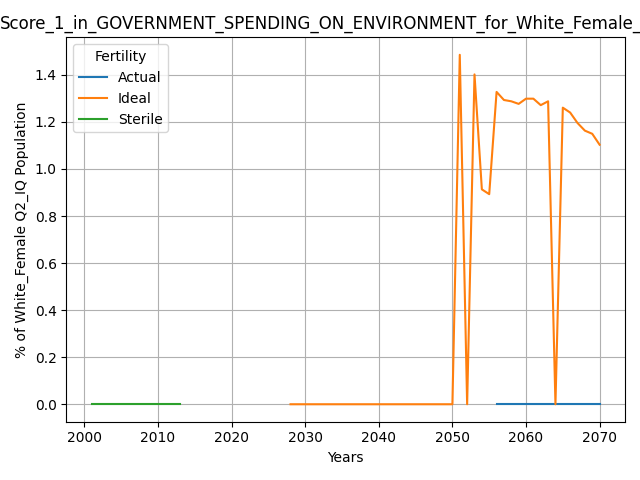 Score_1_in_GOVERNMENT_SPENDING_ON_ENVIRONMENT_for_White_Female_
Fertility
Actual
Ideal
Sterile
% of White_Female Q2_IQ Population
1.4
1.2
1.0
0.8
0.6
0.4
0.2
0.0
2000 2010 2020 2030 2040 2050 2060 2070
Years